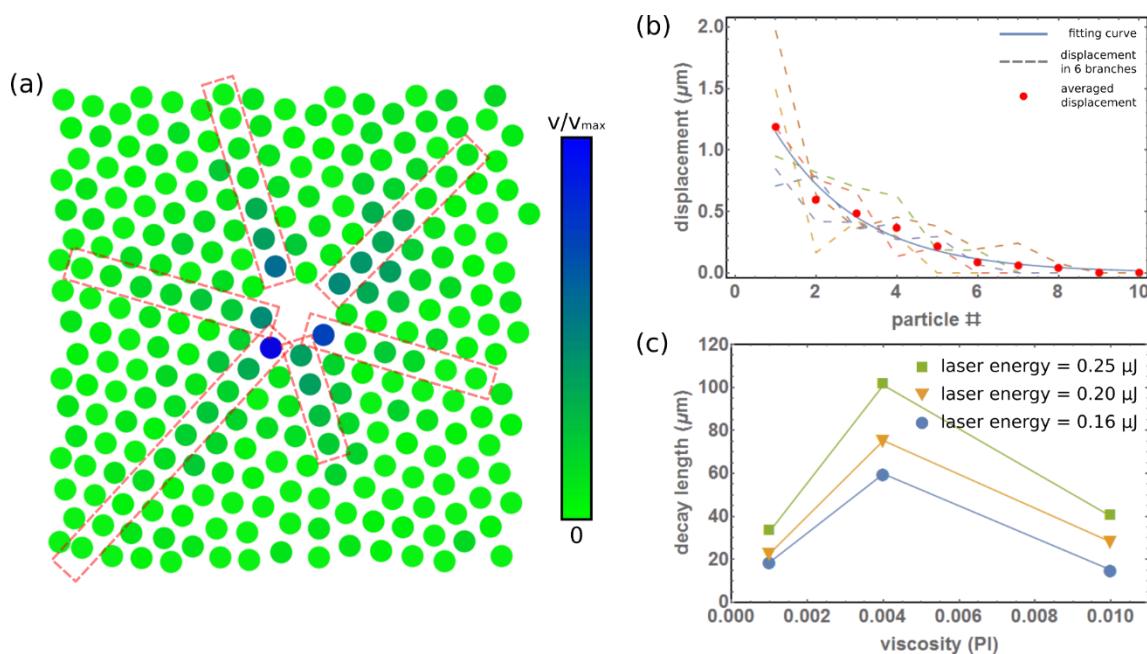 (a)
v/vmax
0
(b)
2.0
1.5
1.0
0.5
0.0
displacement (μm)
0
2
4
6
8
10
particle #
fitting curve
displacement
in 6 branches
averaged
displacement
(c)
120
100
80
60
40
20
0
decay length (μm)
0.000
0.002
0.004
0.006
0.008
0.010
viscosity (Pl)
laser energy = 0.25 μJ
laser energy = 0.20 μJ
laser energy = 0.16 μJ